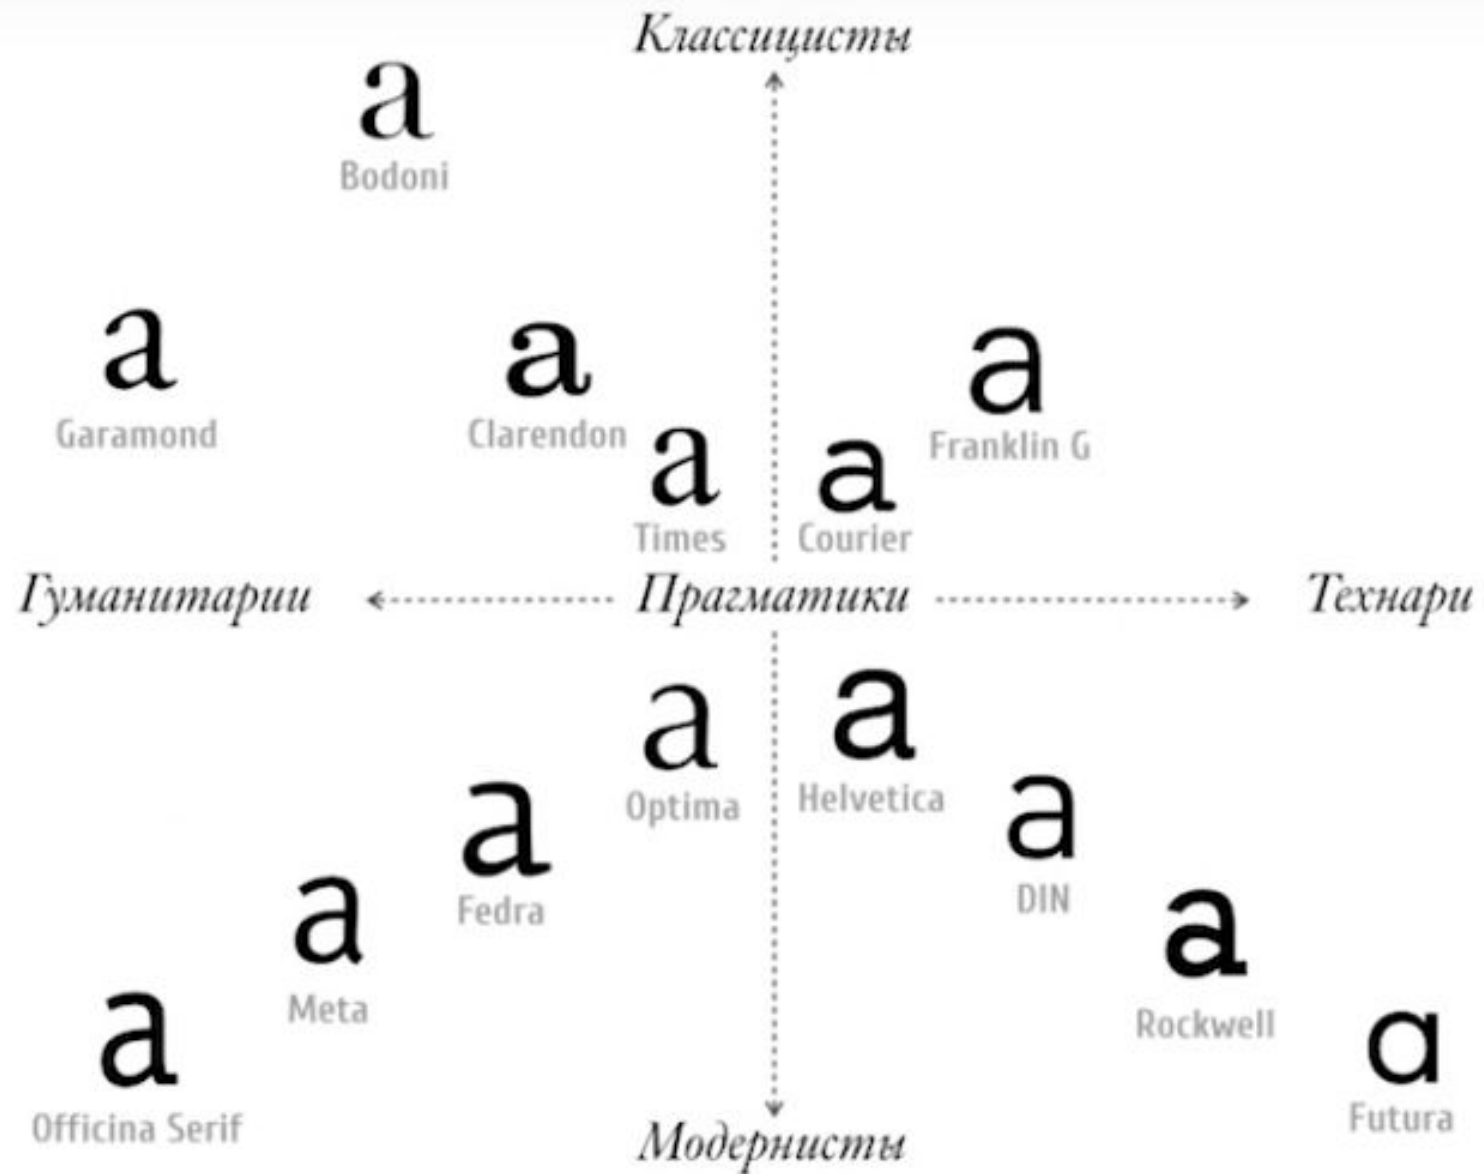 Классицисты
a
Bodoni
a
Garamond
a
Clarendon
a
Franklin G
a
Times
a
Courier
Гуманитарии
Прагматики
Технари
a
Optima
a
Helvetica
a
Fedra
a
DIN
a
Meta
a
Rockwell
a
Officina Serif
a
Futura
Модернисты